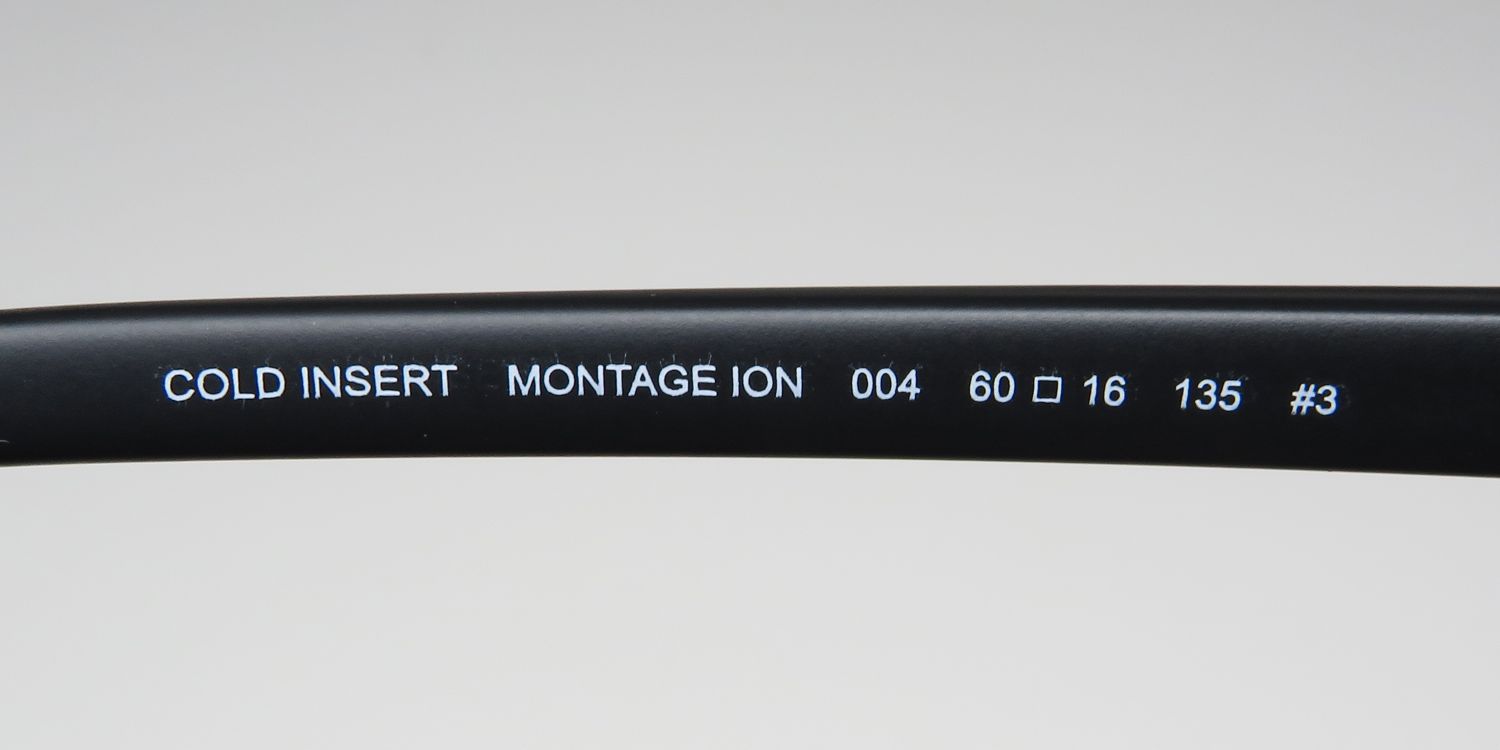 COLD INSERT MONTAGE ION 004 60 □ 16 135 #3